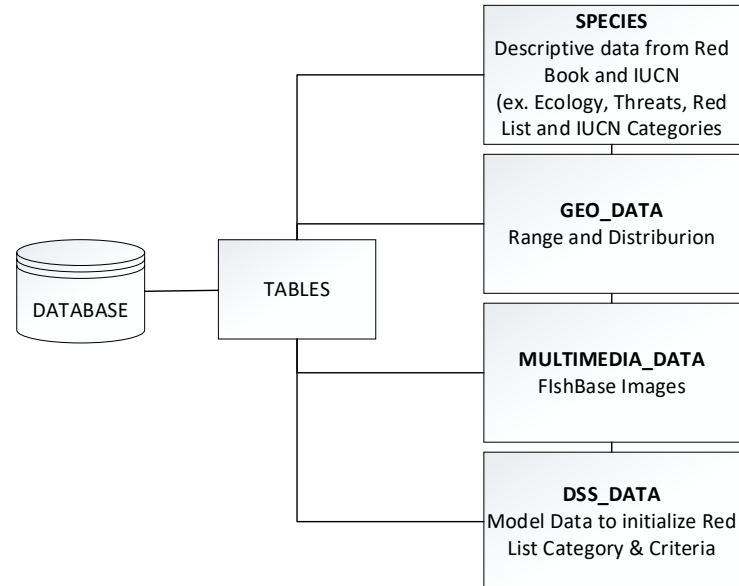 SPECIES
Descriptive data from Red
Book and IUCN
(ex. Ecology, Threats, Red
List and IUCN Categories
GEO_DATA
Range and Distriburion
DATABASE
TABLES
MULTIMEDIA_DATA
FIshBase Images
DSS_DATA
Model Data to initialize Red
List Category & Criteria